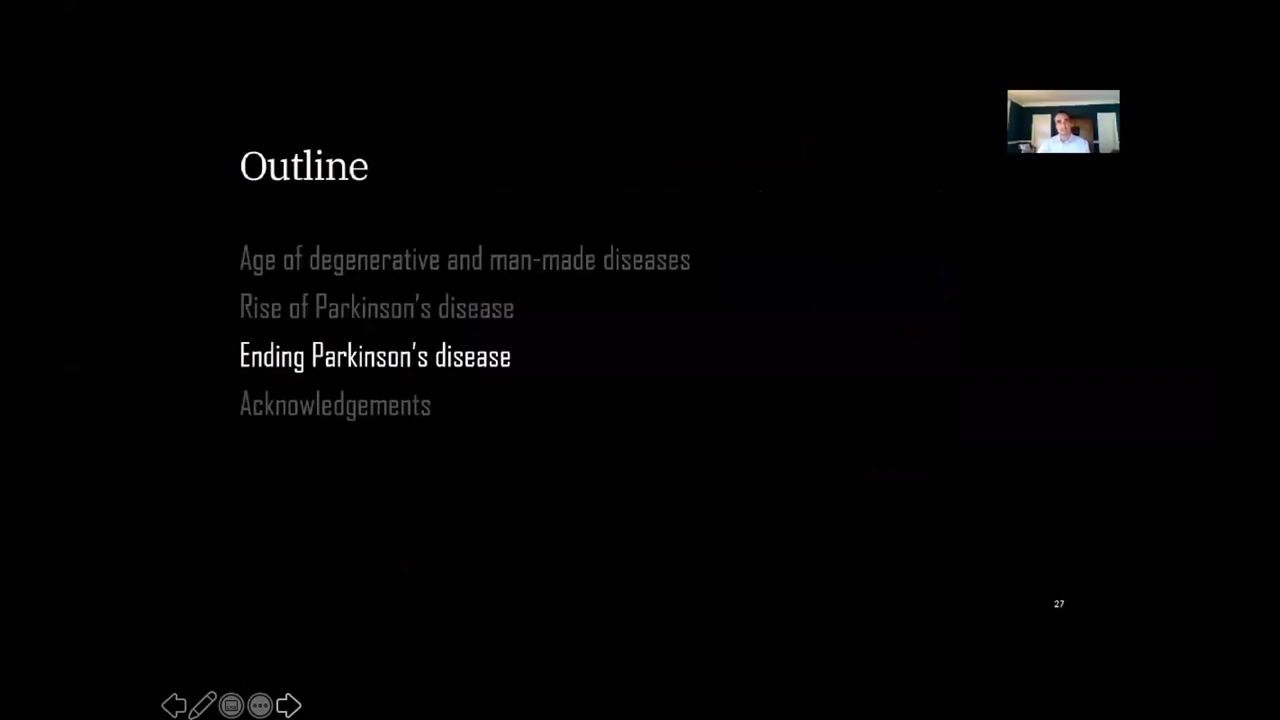 Outline
Age of degenerative and man-made diseases
Rise of Parkinson's disease
Ending Parkinson's disease
Acknowledgements
27